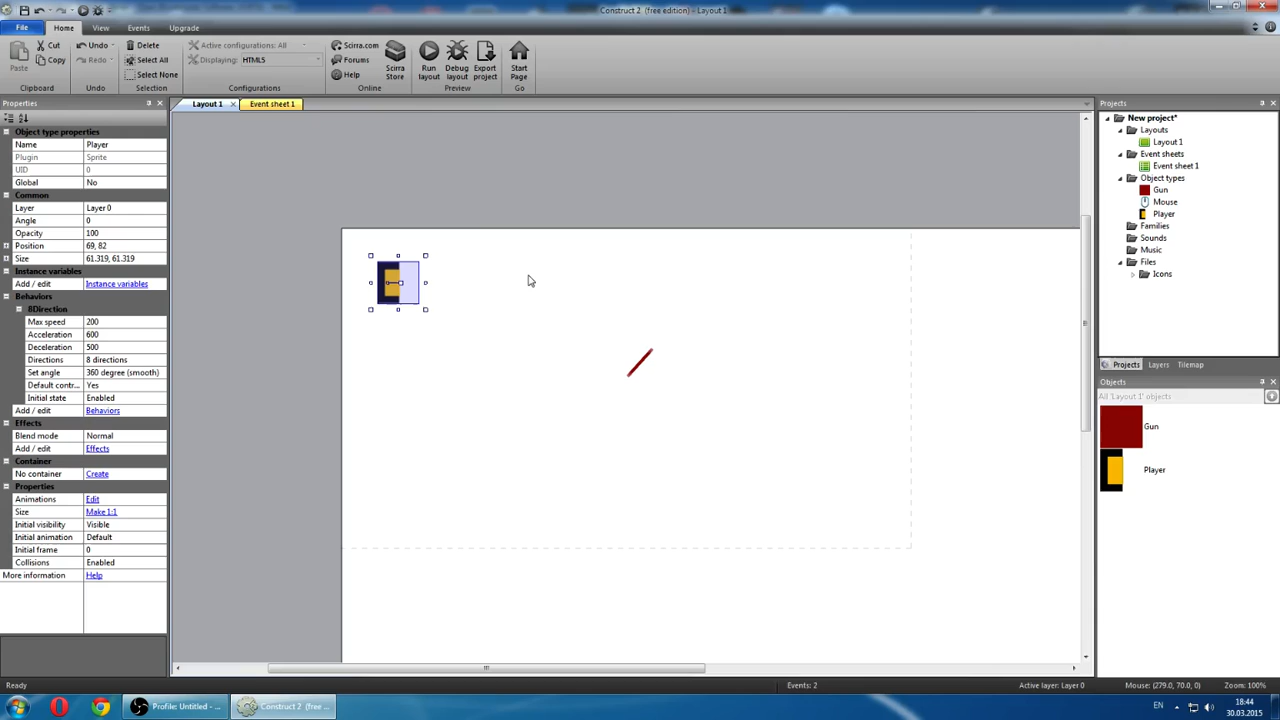 Construct 2 (free edition) - Layout 1
File
Home
View
Events
Upgrade
Paste
Cut
Copy
Clipboard
Undo
Redo
Undo
Delete
Select All
Select None
Selection
Active configurations: All
Displaying: HTML5
Configurations
Scirra.com
Forums
Help
Online
Scirra Store
Run layout
Debug layout
Export project
Preview
Start Page
Go
Properties
Layout 1
Event sheet 1
Object type properties
Name Player
Plugin Sprite
UID 0
Global No
Common
Layer Layer 0
Angle 0
Opacity 100
Position 69, 82
Size 61.319, 61.319
Instance variables
Add / edit Instance variables
Behaviors
8Direction
Max speed 200
Acceleration 600
Deceleration 500
Directions 8 directions
Set angle 360 degree (smooth)
Default contr... Yes
Initial state Enabled
Add / edit Behaviors
Effects
Blend mode Normal
Add / edit Effects
Container
No container Create
Properties
Animations Edit
Size Make 1:1
Initial visibility Visible
Initial animation Default
Initial frame 0
Collisions Enabled
More information Help
Projects
New project*
Layouts
Layout 1
Event sheets
Event sheet 1
Object types
Gun
Mouse
Player
Families
Sounds
Music
Files
Icons
Projects
Layers
Tilemap
Objects
All 'Layout 1' objects
Gun
Player
Ready
Events: 2
Active layer: Layer 0
Mouse: (279.0, 70.0, 0)
Zoom: 100%
Profile: Untitled - ...
Construct 2 (free ...
EN
18:44
30.03.2015